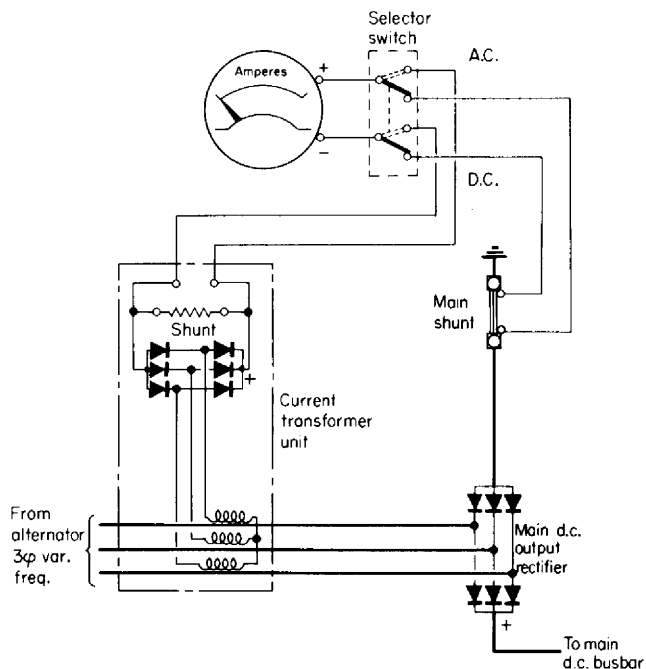 Selector
switch
A.C.
Amperes
+
−
D.C.
Main
shunt
Shunt
+
Current
transformer
unit
From
alternator
3φ var.
freq.
Main d.c.
output
rectifier
+
To main
d.c. busbar